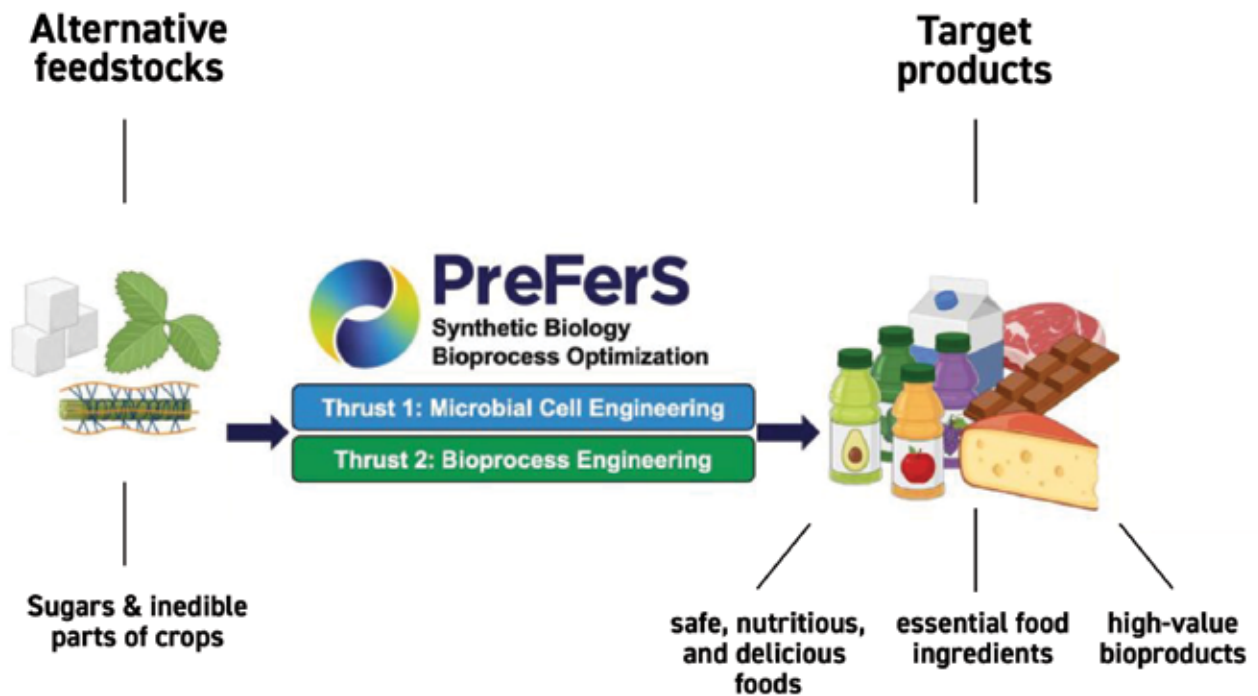 Alternative
feedstocks
Target
products
PreFerS
Synthetic Biology
Bioprocess Optimization
Thrust 1: Microbial Cell Engineering
Thrust 2: Bioprocess Engineering
Sugars & inedible
parts of crops
safe, nutritious,
and delicious
foods
essential food
ingredients
high-value
bioproducts